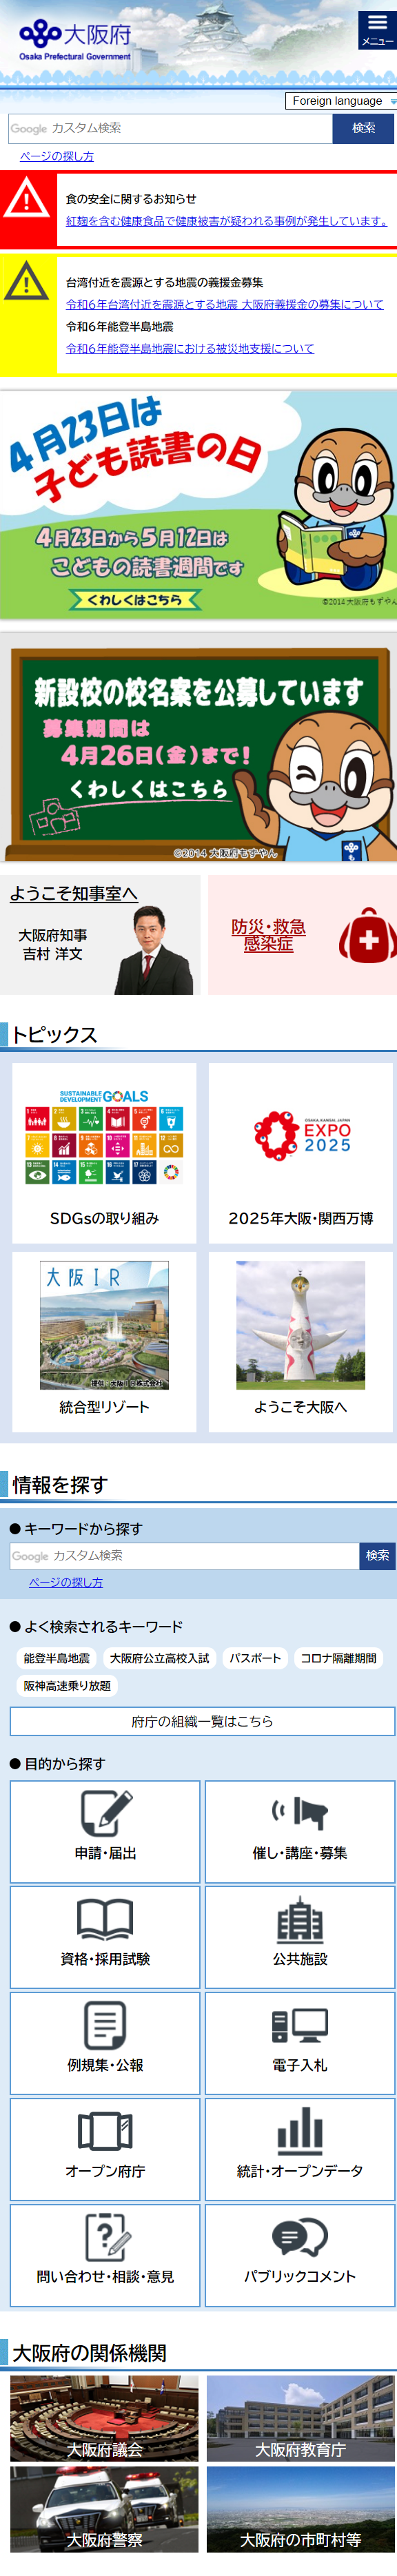 大阪府
Osaka Prefectural Government
メニュー
Foreign language
Google カスタム検索
検索
ページの探し方
食の安全に関するお知らせ
紅麹を含む健康食品で健康被害が疑われる事例が発生しています。
台湾付近を震源とする地震の義援金募集
令和6年台湾付近を震源とする地震 大阪府義援金の募集について
令和6年能登半島地震
令和6年能登半島地震における被災地支援について
4月23日は
子ども読書の日
4月23日から5月12日は
こどもの読書週間です
くわしくはこちら
©2014 大阪府もずやん
新設校の校名案を公募しています
募集期間は
4月26日(金)まで!
くわしくはこちら
©2014 大阪府もずやん
ようこそ知事室へ
大阪府知事
吉村 洋文
防災・救急
感染症
トピックス
SUSTAINABLE DEVELOPMENT GOALS
SDGsの取り組み
OSAKA, KANSAI, JAPAN
EXPO
2025
2025年大阪・関西万博
大阪IR
提供:大阪IR株式会社
統合型リゾート
ようこそ大阪へ
情報を探す
キーワードから探す
Google カスタム検索
検索
ページの探し方
よく検索されるキーワード
能登半島地震 大阪府公立高校入試 パスポート コロナ隔離期間
阪神高速乗り放題
府庁の組織一覧はこちら
目的から探す
申請・届出
催し・講座・募集
資格・採用試験
公共施設
例規集・公報
電子入札
オープン府庁
統計・オープンデータ
問い合わせ・相談・意見
パブリックコメント
大阪府の関係機関
大阪府議会
大阪府教育庁
大阪府警察
大阪府の市町村等